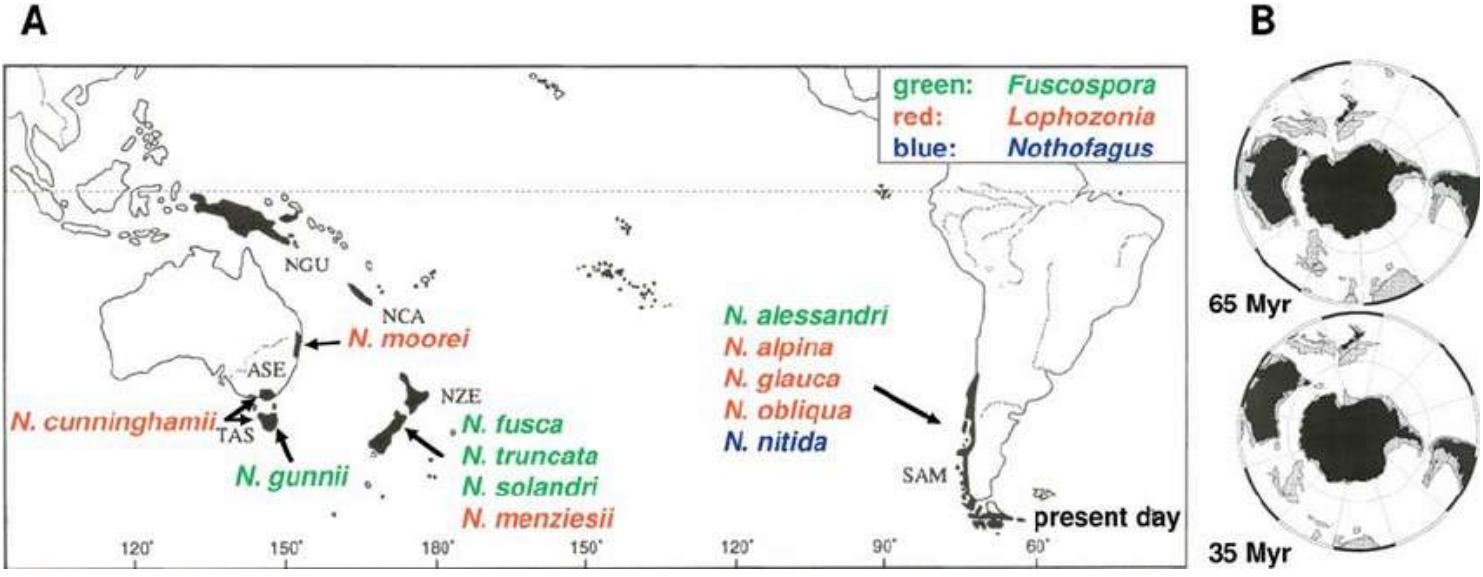 A
B
green: Fuscospora
red: Lophozonia
blue: Nothofagus
NGU
NCA
N. moorei
ASE
N. cunninghamii
TAS
N. gunnii
NZE
N. fusca
N. truncata
N. solandri
N. menziesii
N. alessandri
N. alpina
N. glauca
N. obliqua
N. nitida
SAM
present day
120° 150° 180° 150° 120° 90° 60°
65 Myr
35 Myr